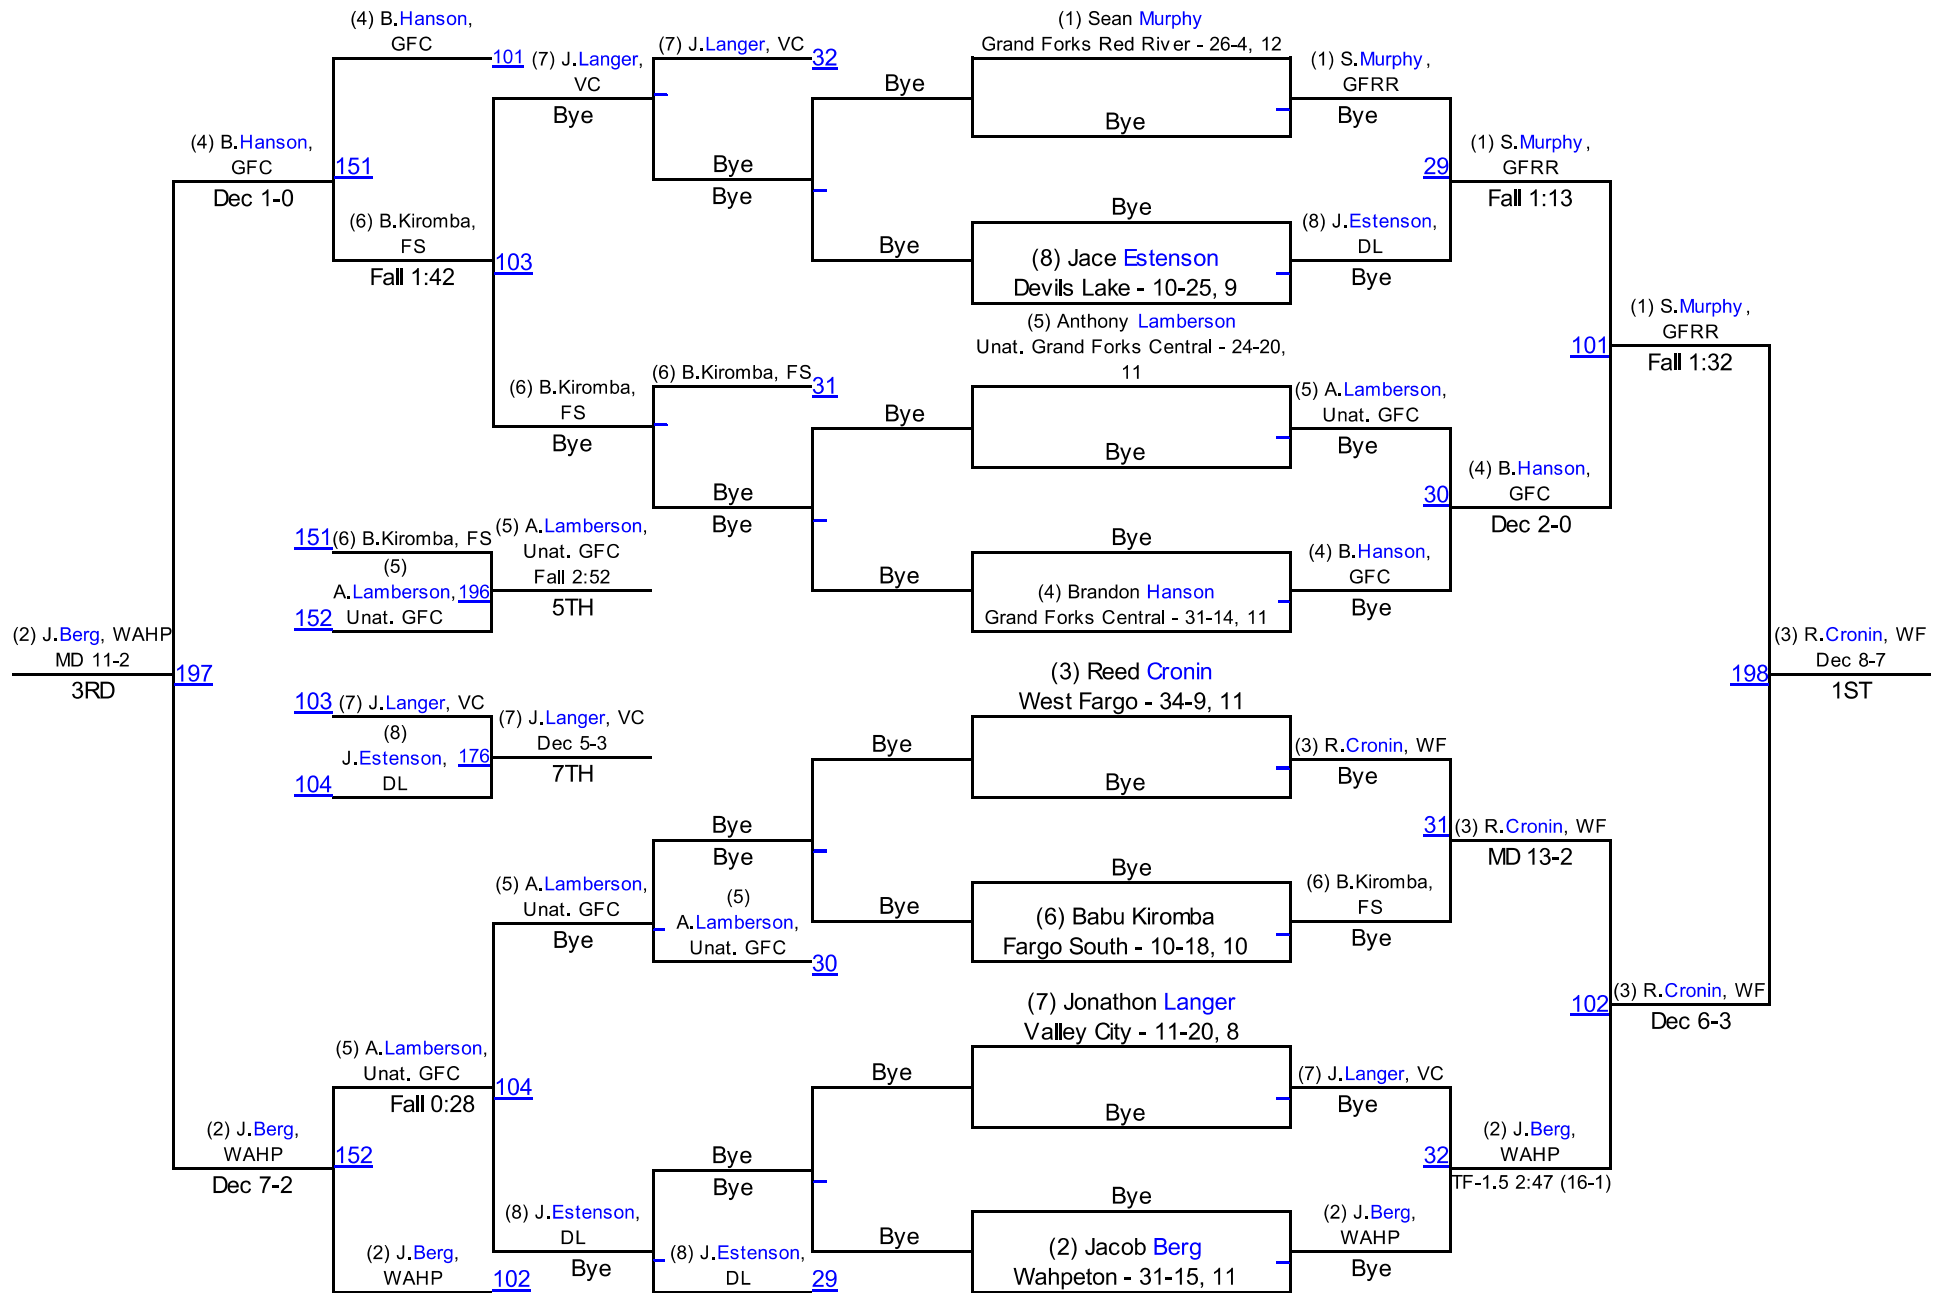 (4) B.Hanson,
GFC
101
(7) J.Langer,
VC
Bye
(7) J.Langer, VC
32
Bye
(1) Sean Murphy
Grand Forks Red River - 26-4, 12
Bye
(1) S.Murphy,
GFRR
Bye
(4) B.Hanson,
GFC
Dec 1-0
151
Bye
Bye
29
(1) S.Murphy,
GFRR
Fall 1:13
(6) B.Kiromba,
FS
Fall 1:42
103
Bye
Bye
(8) Jace Estenson
Devils Lake - 10-25, 9
(8) J.Estenson,
DL
Bye
(5) Anthony Lamberson
Unat. Grand Forks Central - 24-20,
11
101
(1) S.Murphy,
GFRR
Fall 1:32
(6) B.Kiromba,
FS
Bye
(6) B.Kiromba, FS
31
Bye
Bye
(5) A.Lamberson,
Unat. GFC
Bye
Bye
Bye
30
(4) B.Hanson,
GFC
Dec 2-0
151
(6) B.Kiromba, FS
(5)
A.Lamberson,
Unat. GFC
152
196
(5) A.Lamberson,
Unat. GFC
Fall 2:52
5TH
Bye
Bye
(4) Brandon Hanson
Grand Forks Central - 31-14, 11
(4) B.Hanson,
GFC
Bye
(2) J.Berg, WAHP
MD 11-2
3RD
197
(3) Reed Cronin
West Fargo - 34-9, 11
198
(3) R.Cronin, WF
Dec 8-7
1ST
103
(7) J.Langer, VC
(8)
J.Estenson,
DL
104
176
(7) J.Langer, VC
Dec 5-3
7TH
Bye
Bye
(3) R.Cronin, WF
Bye
Bye
Bye
31
(3) R.Cronin, WF
MD 13-2
(5) A.Lamberson,
Unat. GFC
Bye
(5)
A.Lamberson,
Unat. GFC
30
Bye
Bye
(6) Babu Kiromba
Fargo South - 10-18, 10
(6) B.Kiromba,
FS
Bye
(7) Jonathon Langer
Valley City - 11-20, 8
102
(3) R.Cronin, WF
Dec 6-3
(5) A.Lamberson,
Unat. GFC
Fall 0:28
104
Bye
Bye
(7) J.Langer, VC
Bye
(2) J.Berg,
WAHP
Dec 7-2
152
Bye
Bye
32
(2) J.Berg,
WAHP
TF-1.5 2:47 (16-1)
(2) J.Berg,
WAHP
102
(8) J.Estenson,
DL
Bye
(8) J.Estenson,
DL
29
Bye
Bye
(2) Jacob Berg
Wahpeton - 31-15, 11
(2) J.Berg,
WAHP
Bye